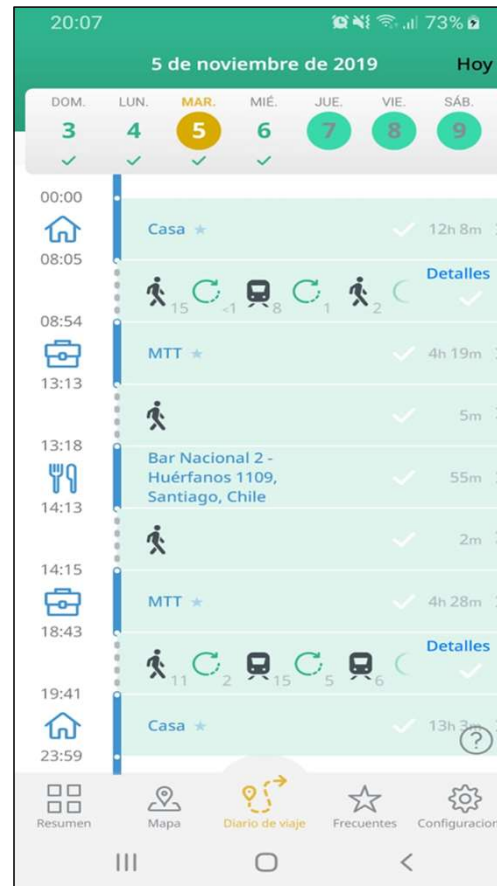 20:07 73%
5 de noviembre de 2019 Hoy
DOM. LUN. MAR. MIÉ. JUE. VIE. SÁB.
3 4 5 6 7 8 9
00:00
Casa 12h 8m
08:05
Detalles
15 <1 8 1 2
08:54
MTT 4h 19m
13:13
5m
13:18
Bar Nacional 2 -
Huérfanos 1109,
Santiago, Chile
55m
14:13
2m
14:15
MTT 4h 28m
18:43
Detalles
11 2 15 5 6
19:41
Casa 13h 3m
?
23:59
Resumen Mapa Diario de viaje Frecuentes Configuracion